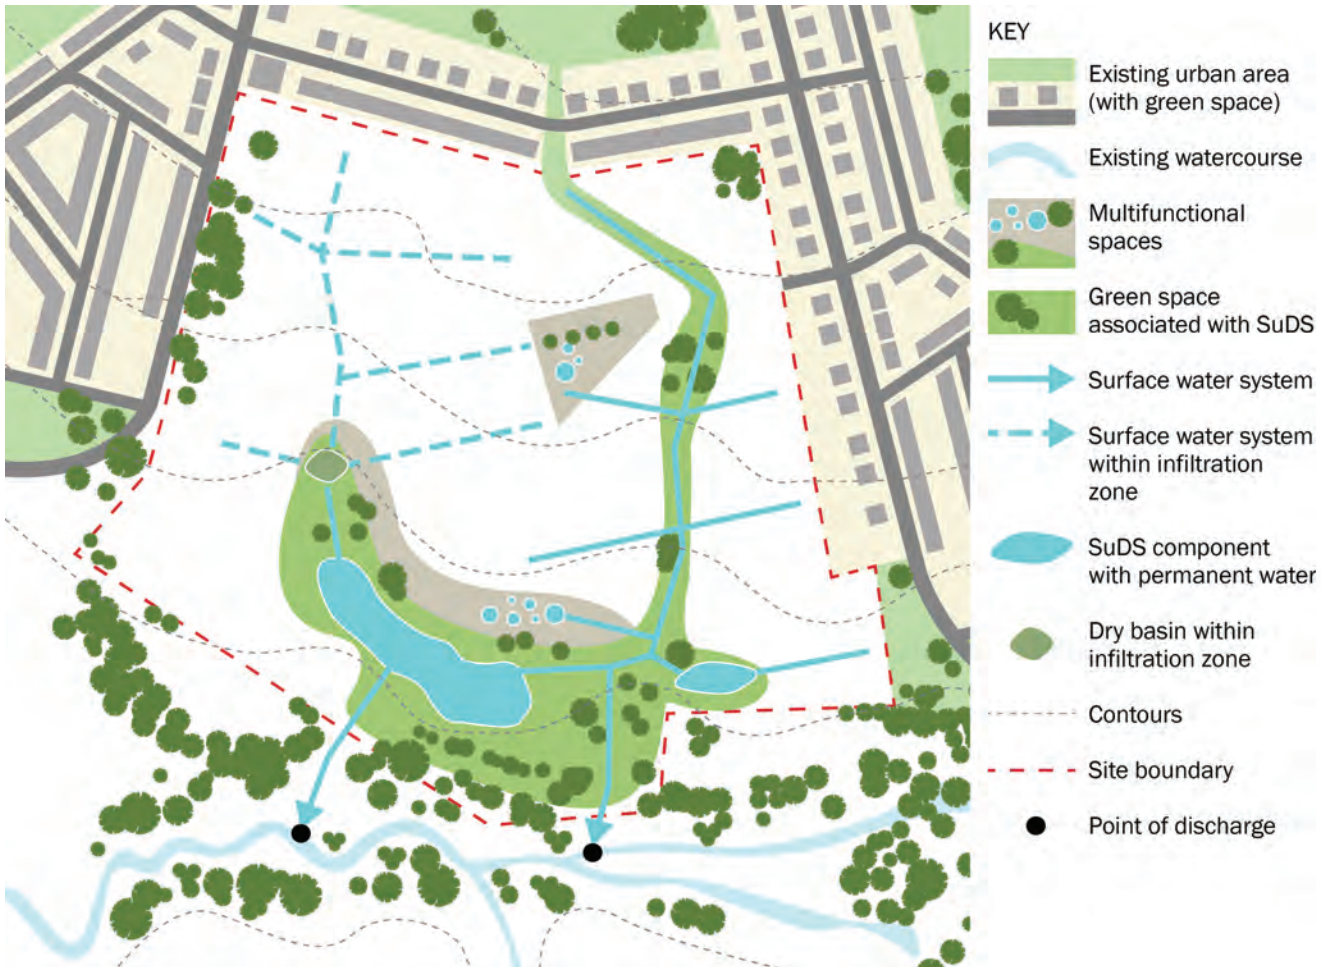 KEY
Existing urban area
(with green space)
Existing watercourse
Multifunctional
spaces
Green space
associated with SuDS
Surface water system
Surface water system
within infiltration
zone
SuDS component
with permanent water
Dry basin within
infiltration zone
Contours
Site boundary
Point of discharge